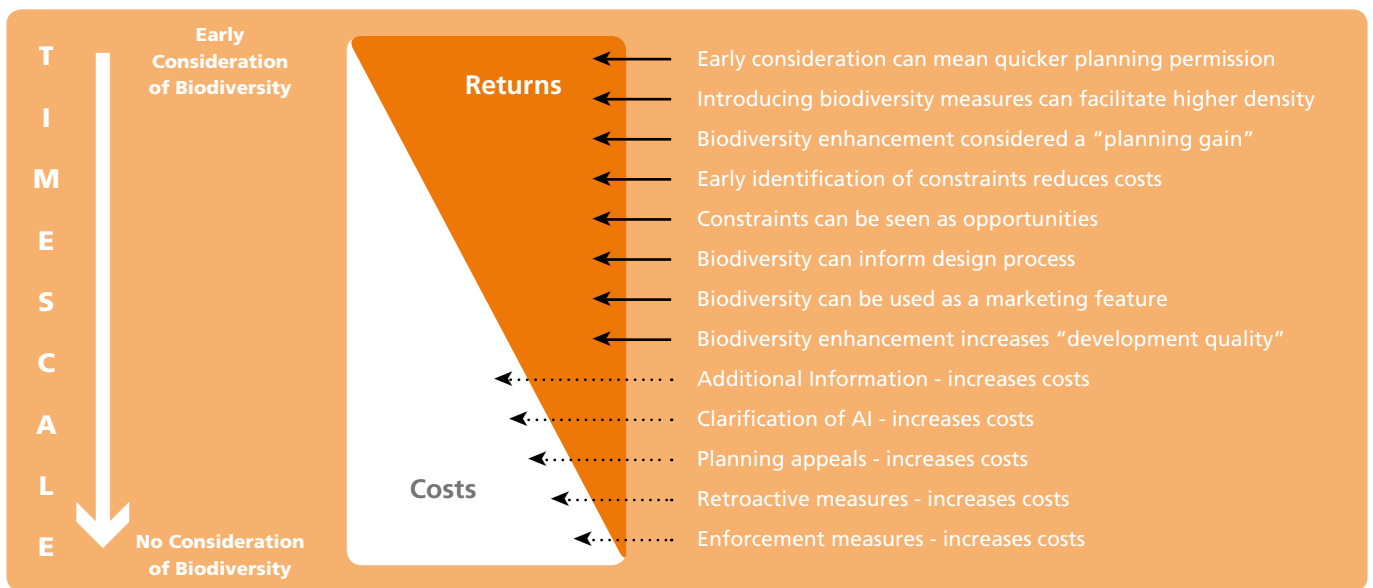 T
I
M
E
S
C
A
L
E
Early
Consideration
of Biodiversity
No Consideration
of Biodiversity
Returns
Costs
Early consideration can mean quicker planning permission
Introducing biodiversity measures can facilitate higher density
Biodiversity enhancement considered a “planning gain”
Early identification of constraints reduces costs
Constraints can be seen as opportunities
Biodiversity can inform design process
Biodiversity can be used as a marketing feature
Biodiversity enhancement increases “development quality”
Additional Information - increases costs
Clarification of AI - increases costs
Planning appeals - increases costs
Retroactive measures - increases costs
Enforcement measures - increases costs